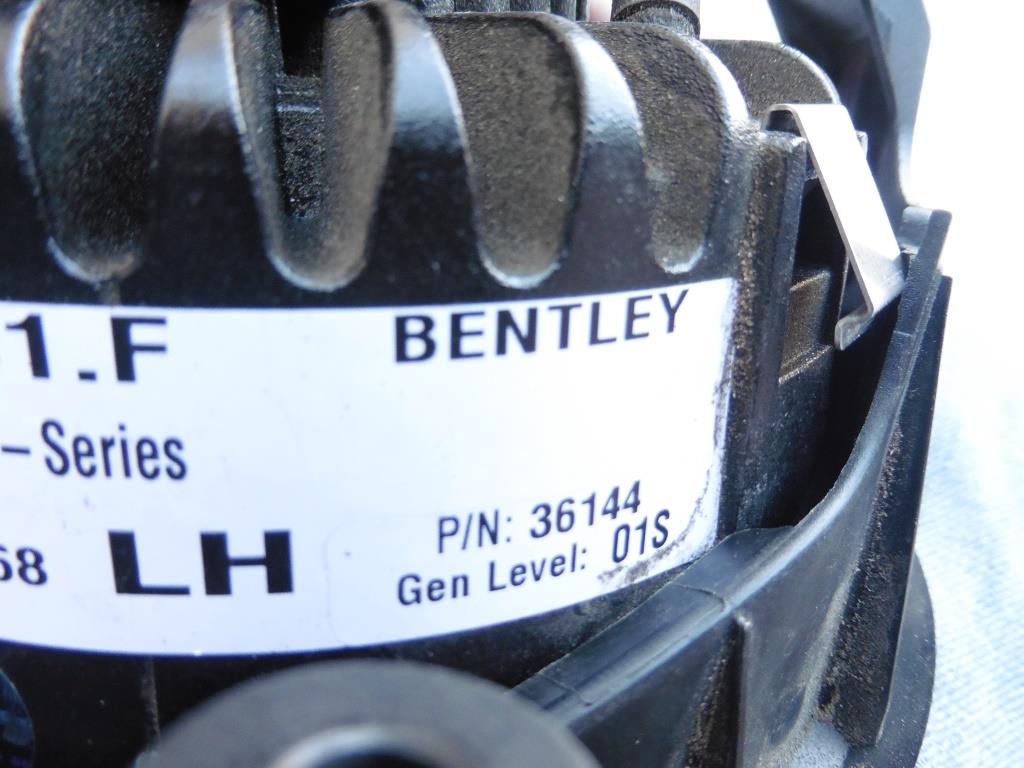 1.F BENTLEY
-Series
68 LH P/N: 36144
Gen Level: 01S